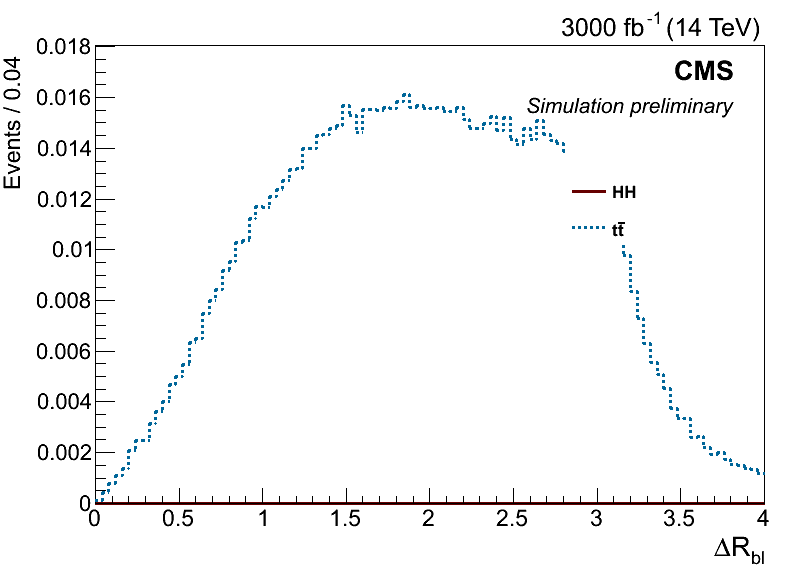 3000 fb⁻¹ (14 TeV)
CMS
Simulation preliminary
Events / 0.04
0.018
0.016
0.014
0.012
0.01
0.008
0.006
0.004
0.002
0
HH
tt̄
0 0.5 1 1.5 2 2.5 3 3.5 4
ΔR_bl